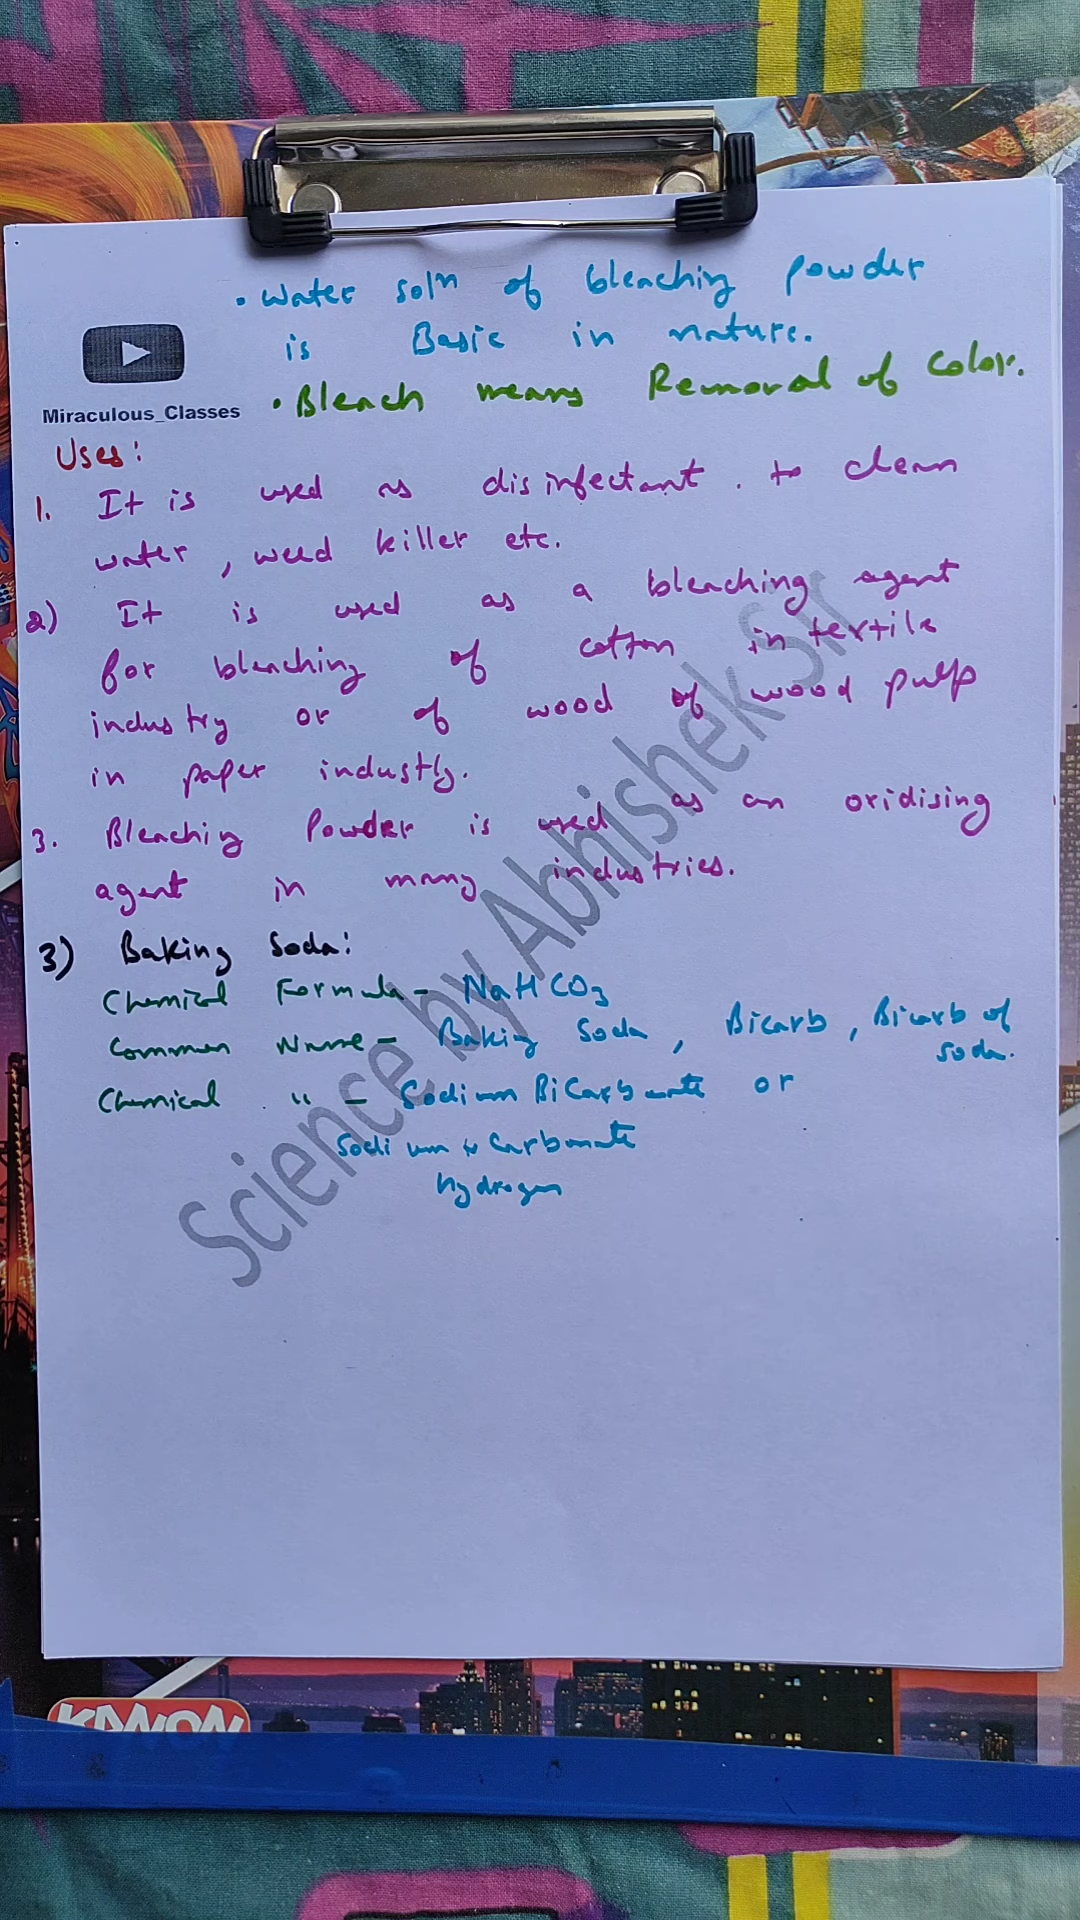 • Water solⁿ of bleaching powder
is Basic in nature.
Miraculous_Classes
• Bleach means Removal of color.
Uses:
1. It is used as disinfectant. to clean
water, weed killer etc.
2) It is used as a bleaching agent
for bleaching of cotton in textile
industry or of wood of wood pulp
in paper industry.
3. Bleaching Powder is used as an oxidising
agent in many industries.
3) Baking Soda:
Chemical Formula - NaHCO3
Common Name - Baking Soda, Bicarb, Bicarb of
soda.
Chemical " - Sodium BiCarbonate or
Sodium Carbonate
Hydrogen
Science by Abhishek Sir
KAWON